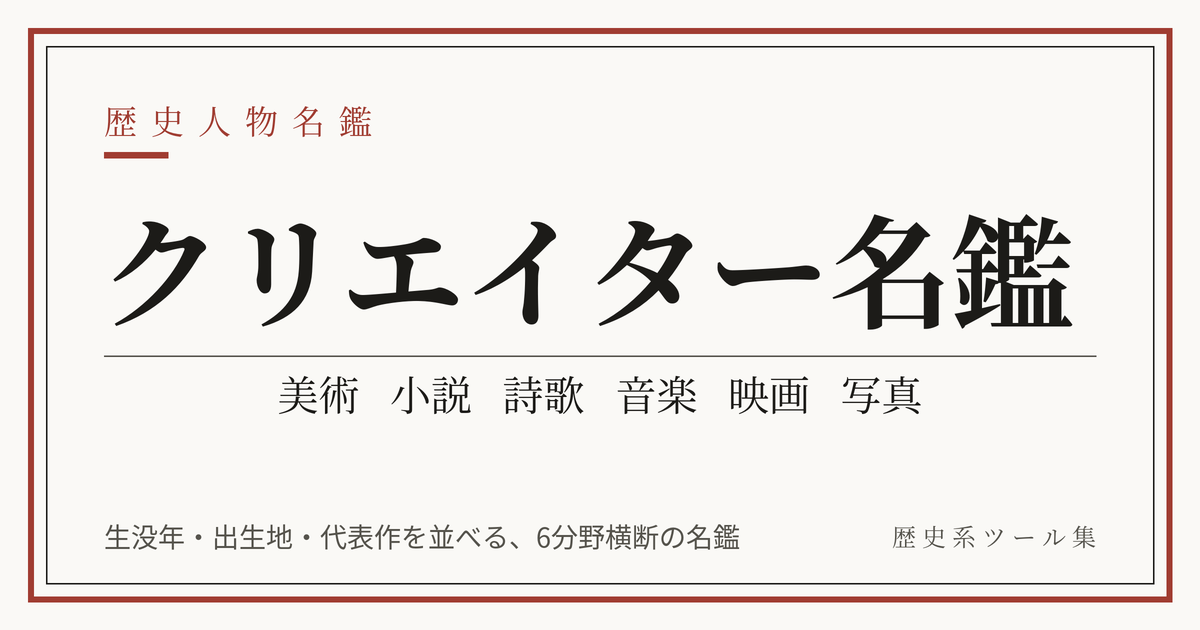 歴史人物名鑑
クリエイター名鑑
美術 小説 詩歌 音楽 映画 写真
生没年・出生地・代表作を並べる、6分野横断の名鑑
歴史系ツール集